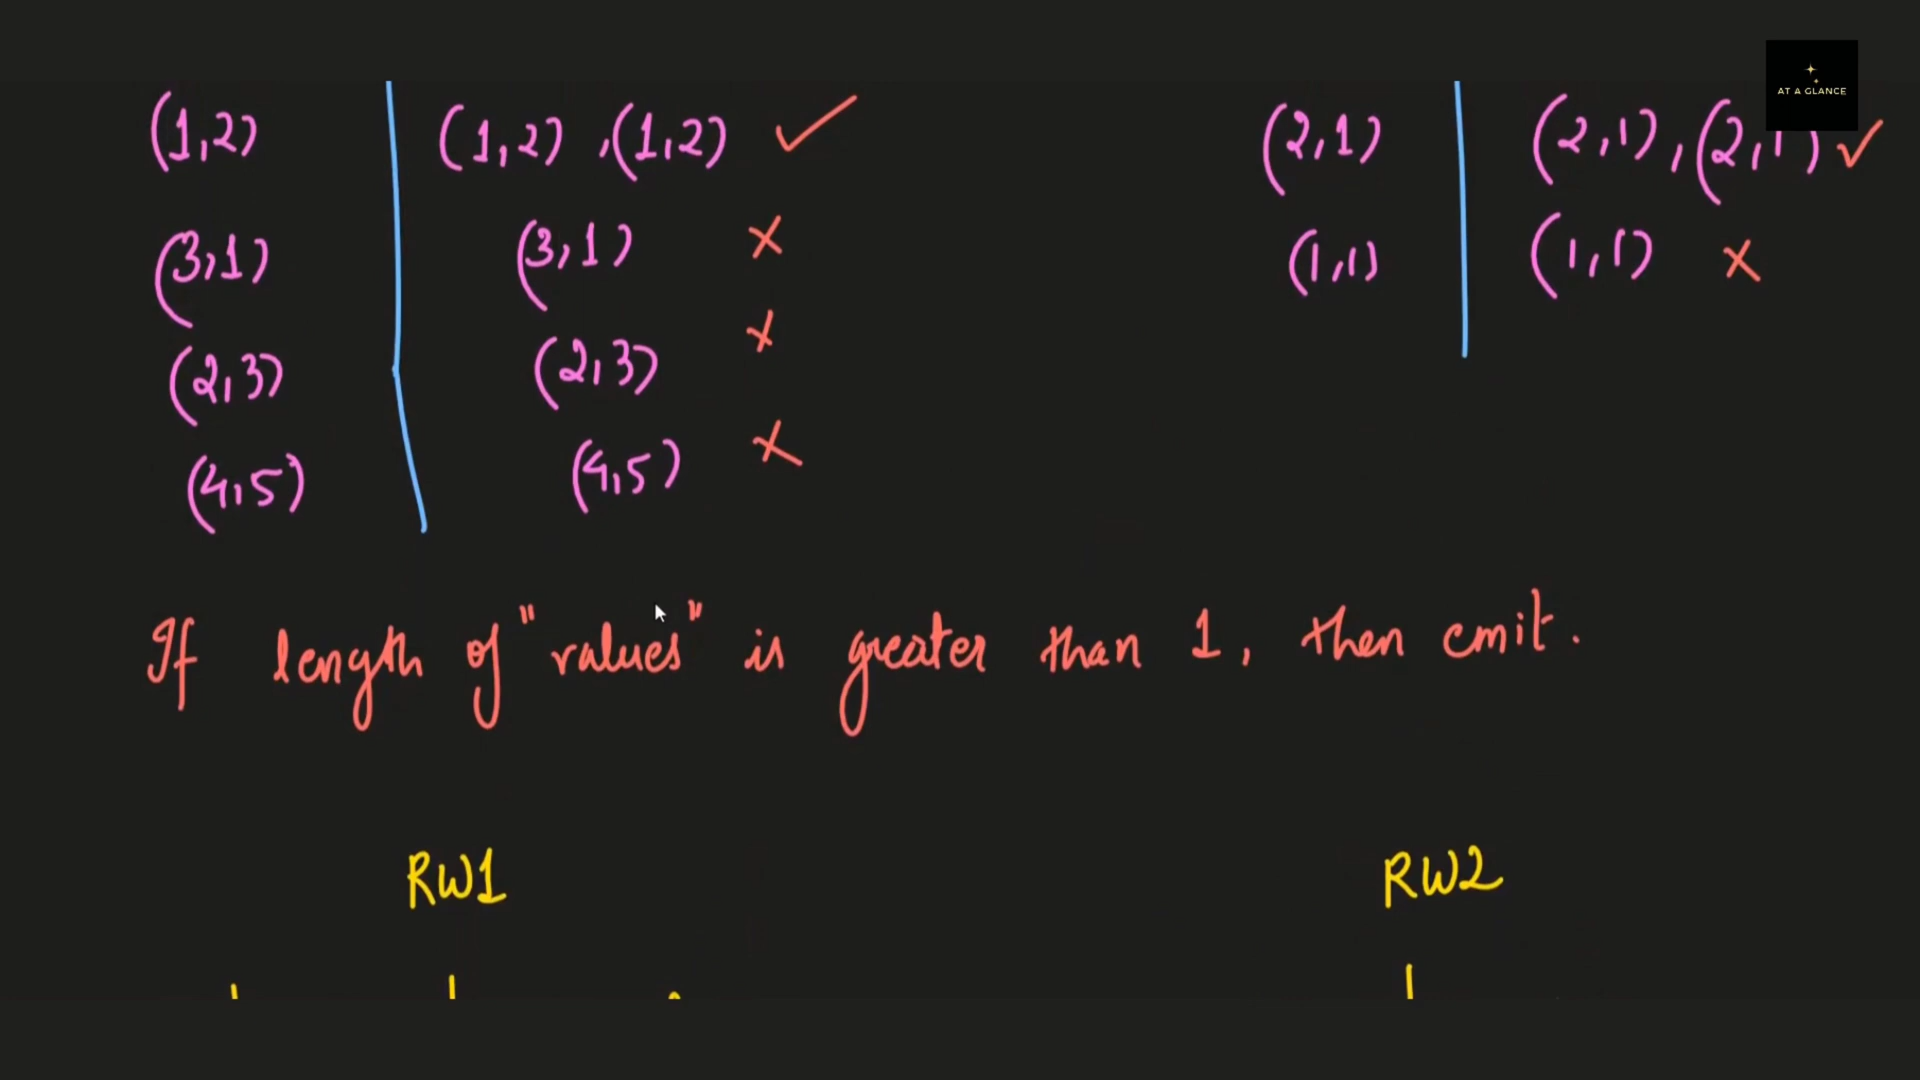 (1,2) (1,2) ,(1,2) ✓ (2,1) (2,1), (2,1) ✓
(3,1) (3,1) x (1,1) (1,1) x
(2,3) (2,3) x
(4,5) (4,5) x
If length of "values" is greater than 1, then emit.
RW1 RW2
AT A GLANCE